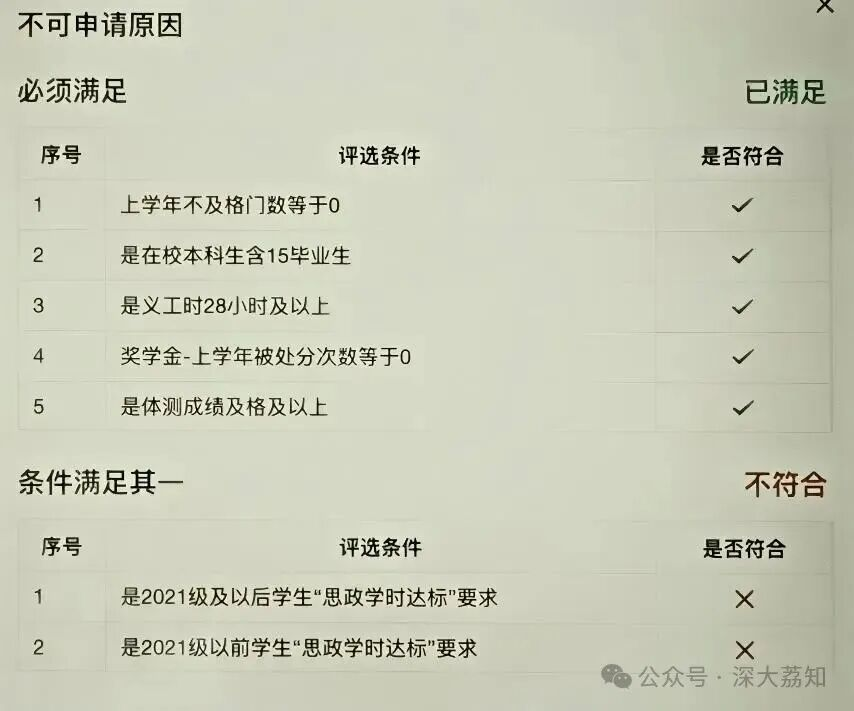 不可申请原因
必须满足 已满足
序号 评选条件 是否符合
1 上学年不及格门数等于0 ✓
2 是在校本科生含15毕业生 ✓
3 是义工时28小时及以上 ✓
4 奖学金-上学年被处分次数等于0 ✓
5 是体测成绩及格及以上 ✓
条件满足其一 不符合
序号 评选条件 是否符合
1 是2021级及以后学生“思政学时达标”要求 ×
2 是2021级以前学生“思政学时达标”要求 ×
公众号·深大荔知